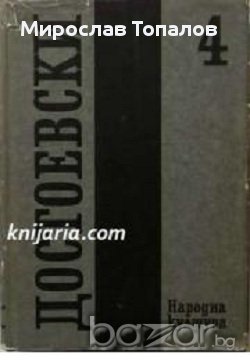 Мирослав Топалов
4
ДОСТОЕВСКИ
knijaria.com
Народна
култура
bazar.bg